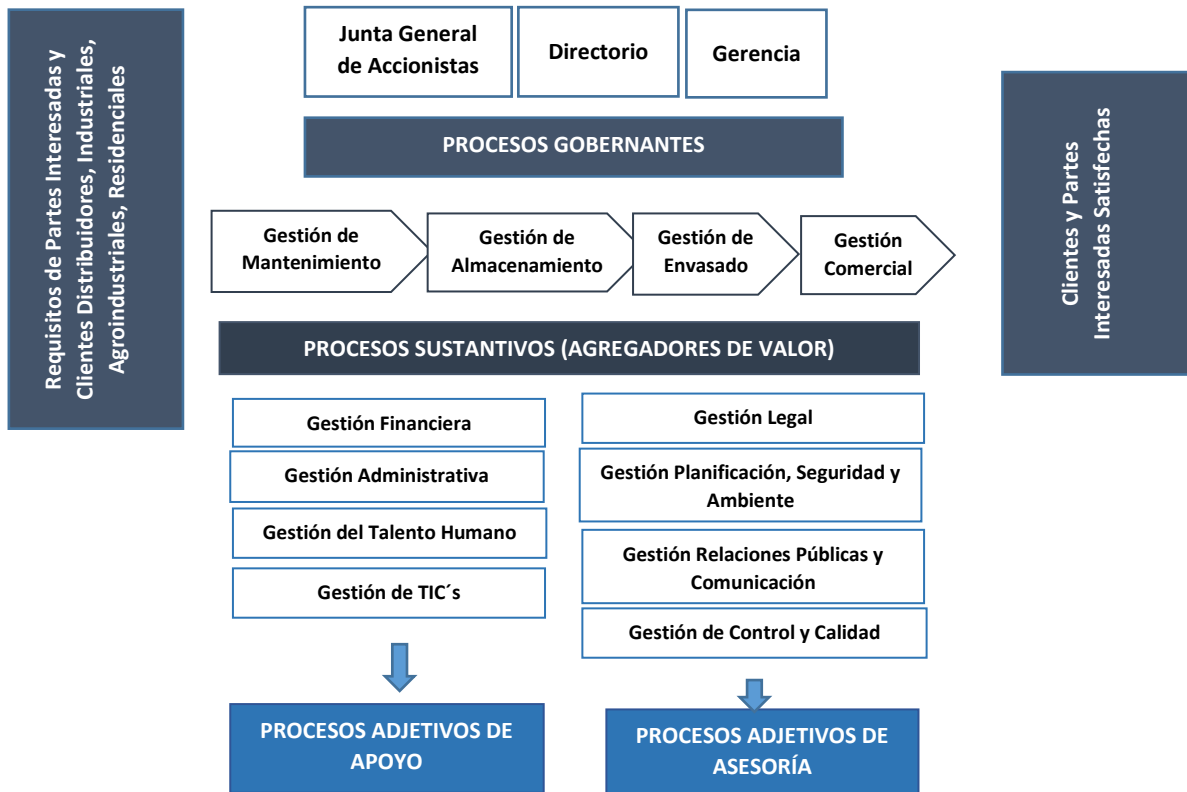 Requisitos de Partes Interesadas y
Clientes Distribuidores, Industriales,
Agroindustriales, Residenciales
Junta General
de Accionistas
Directorio
Gerencia
PROCESOS GOBERNANTES
Gestión de
Mantenimiento
Gestión de
Almacenamiento
Gestión de
Envasado
Gestión
Comercial
PROCESOS SUSTANTIVOS (AGREGADORES DE VALOR)
Gestión Financiera
Gestión Administrativa
Gestión del Talento Humano
Gestión de TIC´s
PROCESOS ADJETIVOS DE
APOYO
Gestión Legal
Gestión Planificación, Seguridad y
Ambiente
Gestión Relaciones Públicas y
Comunicación
Gestión de Control y Calidad
PROCESOS ADJETIVOS DE
ASESORÍA
Clientes y Partes
Interesadas Satisfechas